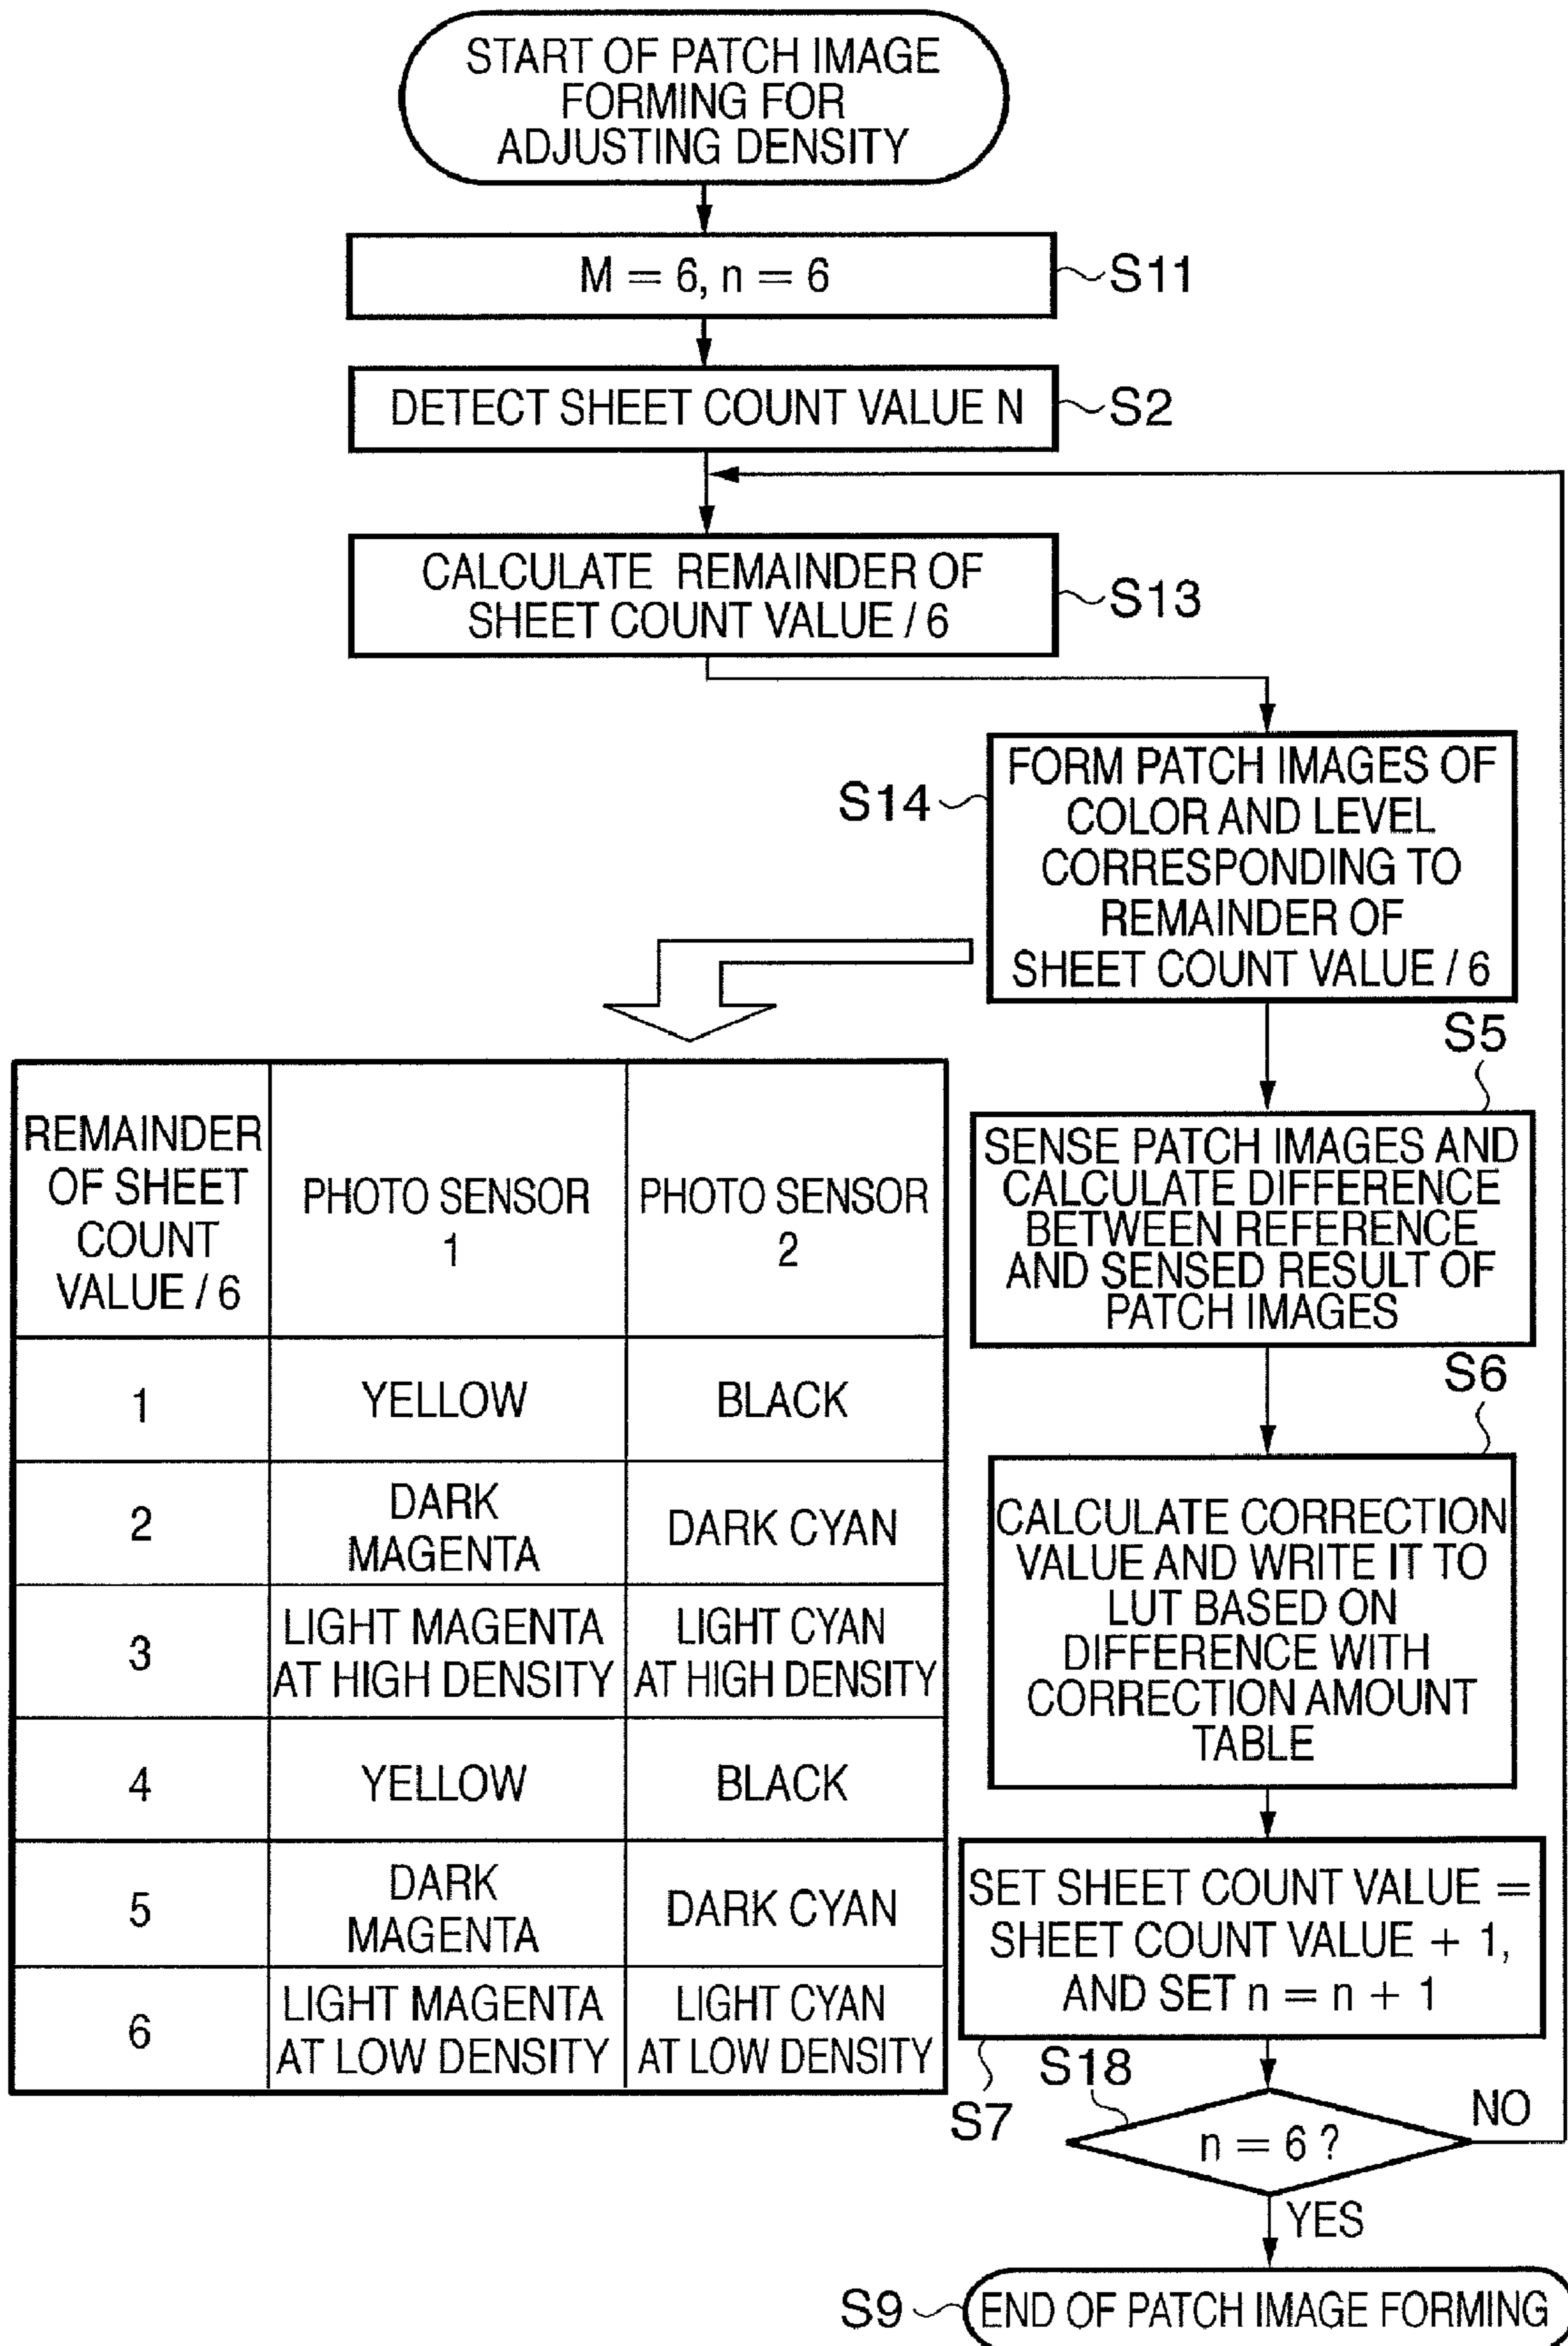 START OF PATCH IMAGE
FORMING FOR
ADJUSTING DENSITY
M = 6, n = 6
S11
DETECT SHEET COUNT VALUE N
S2
CALCULATE REMAINDER OF
SHEET COUNT VALUE / 6
S13
S14
FORM PATCH IMAGES OF
COLOR AND LEVEL
CORRESPONDING TO
REMAINDER OF
SHEET COUNT VALUE / 6
REMAINDER
OF SHEET
COUNT
VALUE / 6
PHOTO SENSOR
1
PHOTO SENSOR
2
1
YELLOW
BLACK
2
DARK
MAGENTA
DARK CYAN
3
LIGHT MAGENTA
AT HIGH DENSITY
LIGHT CYAN
AT HIGH DENSITY
4
YELLOW
BLACK
5
DARK
MAGENTA
DARK CYAN
6
LIGHT MAGENTA
AT LOW DENSITY
LIGHT CYAN
AT LOW DENSITY
S5
SENSE PATCH IMAGES AND
CALCULATE DIFFERENCE
BETWEEN REFERENCE
AND SENSED RESULT OF
PATCH IMAGES
S6
CALCULATE CORRECTION
VALUE AND WRITE IT TO
LUT BASED ON
DIFFERENCE WITH
CORRECTION AMOUNT
TABLE
SET SHEET COUNT VALUE =
SHEET COUNT VALUE + 1,
AND SET n = n + 1
S7
S18
n = 6 ?
NO
YES
S9
END OF PATCH IMAGE FORMING